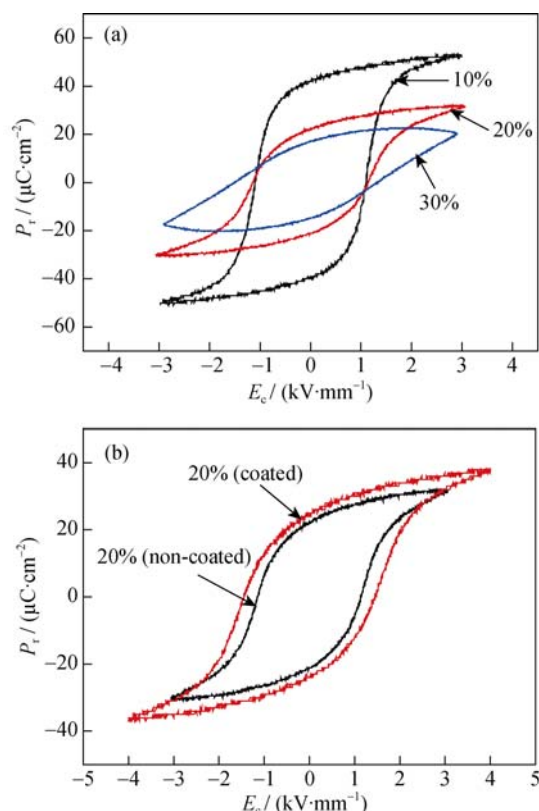 (a)
60
40
20
0
−20
−40
−60
P_r / (μC·cm⁻²)
10%
20%
30%
−4 −3 −2 −1 0 1 2 3 4
E_c / (kV·mm⁻¹)
(b)
40
20
0
−20
−40
P_r / (μC·cm⁻²)
20% (coated)
20% (non-coated)
−5 −4 −3 −2 −1 0 1 2 3 4 5
E_c / (kV·mm⁻¹)